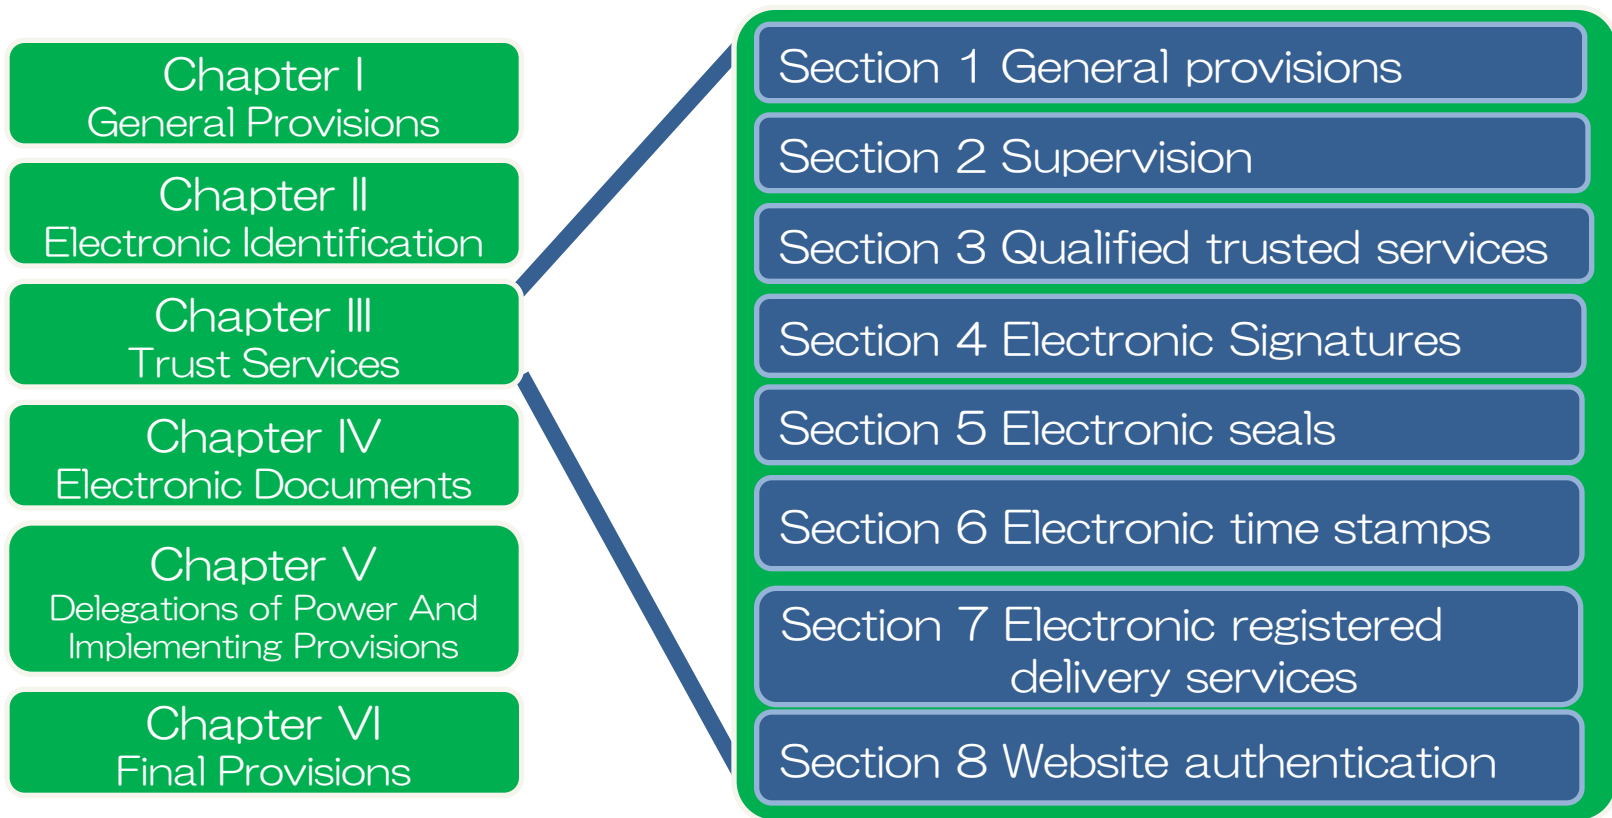 Chapter I
General Provisions
Chapter II
Electronic Identification
Chapter III
Trust Services
Chapter IV
Electronic Documents
Chapter V
Delegations of Power And
Implementing Provisions
Chapter VI
Final Provisions
Section 1 General provisions
Section 2 Supervision
Section 3 Qualified trusted services
Section 4 Electronic Signatures
Section 5 Electronic seals
Section 6 Electronic time stamps
Section 7 Electronic registered
delivery services
Section 8 Website authentication